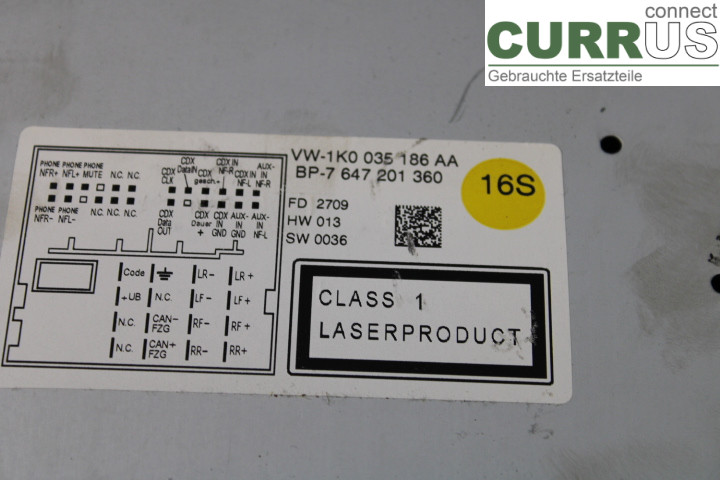 connect
CURRUS
Gebrauchte Ersatzteile
VW-1K0 035 186 AA
BP-7 647 201 360
16S
FD 2709
HW 013
SW 0036
CLASS 1
LASERPRODUCT
PHONE NFR+ PHONE NFL+ PHONE MUTE N.C. N.C.
PHONE NFR- PHONE NFL- N.C. N.C. N.C.
CDX CLK CDX DataIN CDX gesch.+ CDX IN NF-R CDX IN NF-L AUX- IN NF-R
CDX Data OUT CDX Dauer + CDX IN GND AUX- IN GND AUX- IN NF-L
Code LR- LR+
+UB N.C. LF- LF+
N.C. CAN- FZG RF- RF+
N.C. CAN+ FZG RR- RR+